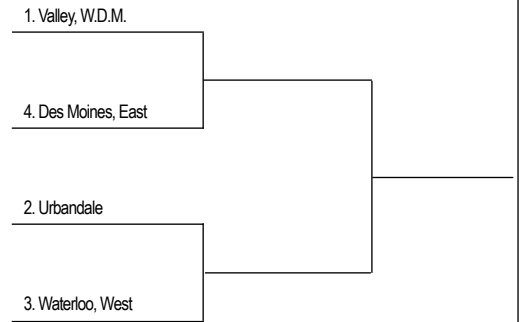 1. Valley, W.D.M.
4. Des Moines, East
2. Urbandale
3. Waterloo, West